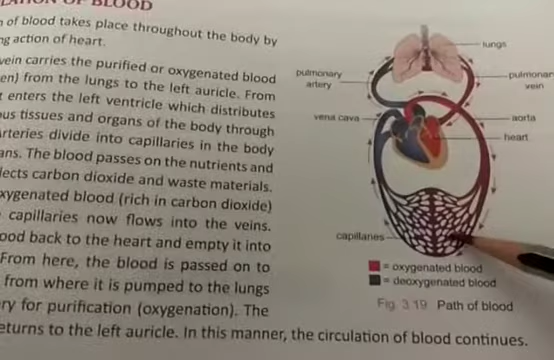 LATION OF BLOOD
of blood takes place throughout the body by
action of heart.
vein carries the purified or oxygenated blood
en) from the lungs to the left auricle. From
enters the left ventricle which distributes
ous tissues and organs of the body through
arteries divide into capillaries in the body
ans. The blood passes on the nutrients and
lects carbon dioxide and waste materials.
xygenated blood (rich in carbon dioxide)
capillaries now flows into the veins.
ood back to the heart and empty it into
From here, the blood is passed on to
from where it is pumped to the lungs
ry for purification (oxygenation). The
eturns to the left auricle. In this manner, the circulation of blood continues.
lungs
pulmonary
artery
pulmonar
vein
vena cava
aorta
heart
capillaries
= oxygenated blood
= deoxygenated blood
Fig. 3.19 Path of blood